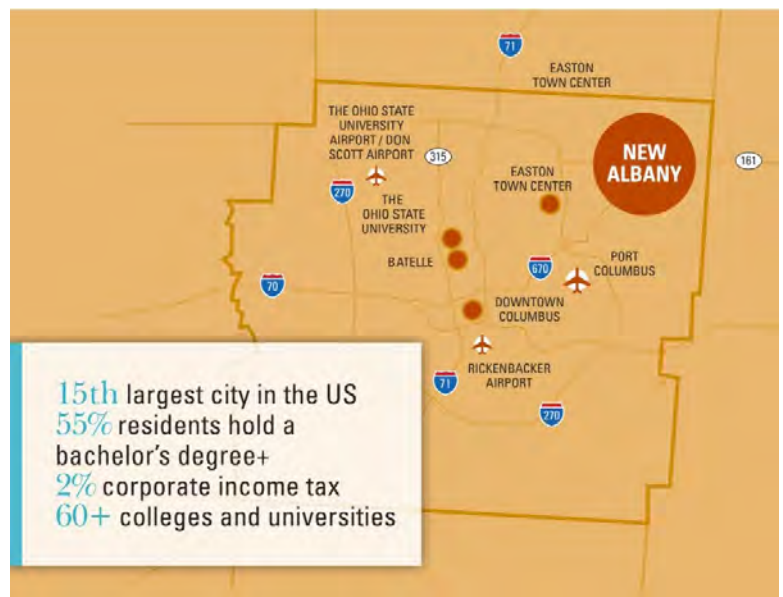 71
EASTON
TOWN CENTER
THE OHIO STATE
UNIVERSITY
AIRPORT / DON
SCOTT AIRPORT
315
NEW
ALBANY
161
EASTON
TOWN CENTER
270
THE
OHIO STATE
UNIVERSITY
BATELLE
670
PORT
COLUMBUS
70
DOWNTOWN
COLUMBUS
RICKENBACKER
AIRPORT
71
270
15th largest city in the US
55% residents hold a
bachelor's degree+
2% corporate income tax
60+ colleges and universities